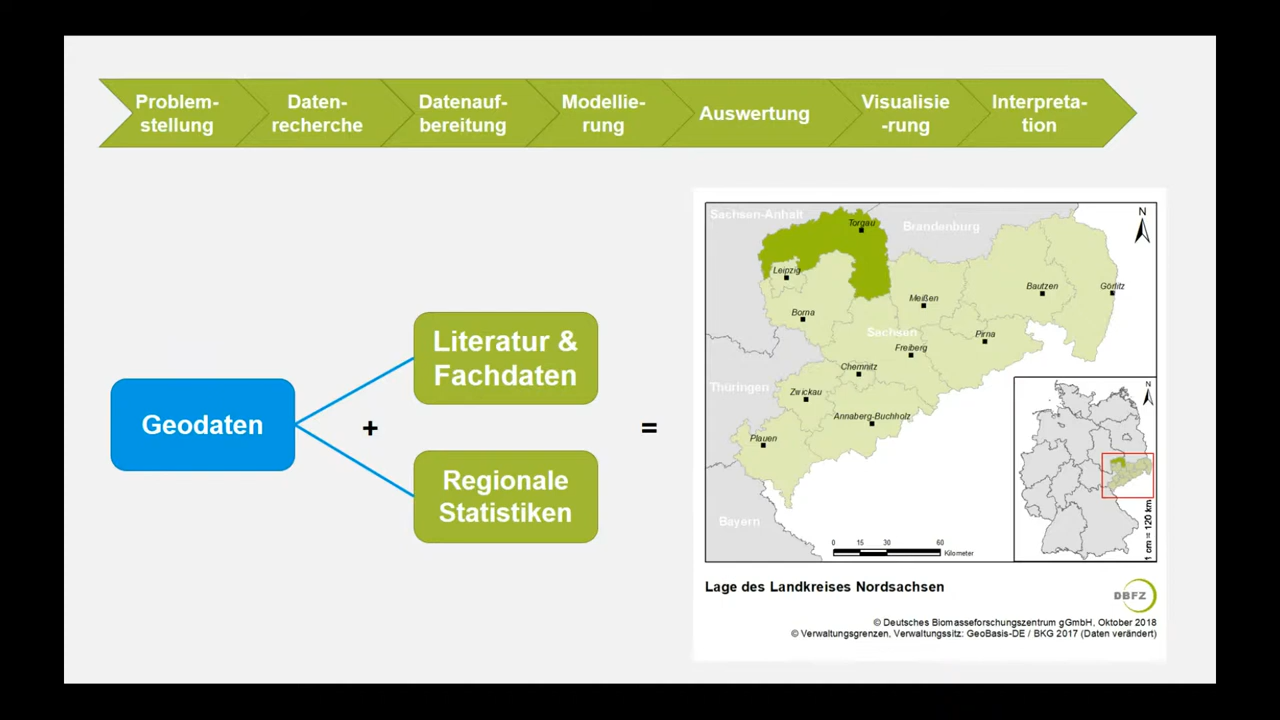 Problem-
stellung
Daten-
recherche
Datenauf-
bereitung
Modellie-
rung
Auswertung
Visualisie
-rung
Interpreta-
tion
Geodaten
+
Literatur &
Fachdaten
Regionale
Statistiken
=
Sachsen-Anhalt
Torgau
Brandenburg
N
Leipzig
Bautzen
Görlitz
Meißen
Borna
Sachsen
Pirna
Freiberg
Chemnitz
Thüringen
Zwickau
Annaberg-Buchholz
Plauen
Bayern
0 15 30 60
Kilometer
N
1 cm = 120 km
Lage des Landkreises Nordsachsen
DBFZ
© Deutsches Biomasseforschungszentrum gGmbH, Oktober 2018
© Verwaltungsgrenzen, Verwaltungssitz: GeoBasis-DE / BKG 2017 (Daten verändert)